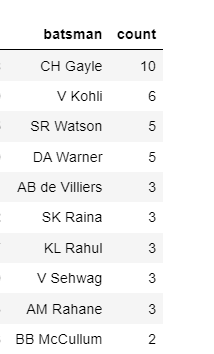 batsman count
CH Gayle 10
V Kohli 6
SR Watson 5
DA Warner 5
AB de Villiers 3
SK Raina 3
KL Rahul 3
V Sehwag 3
AM Rahane 3
BB McCullum 2